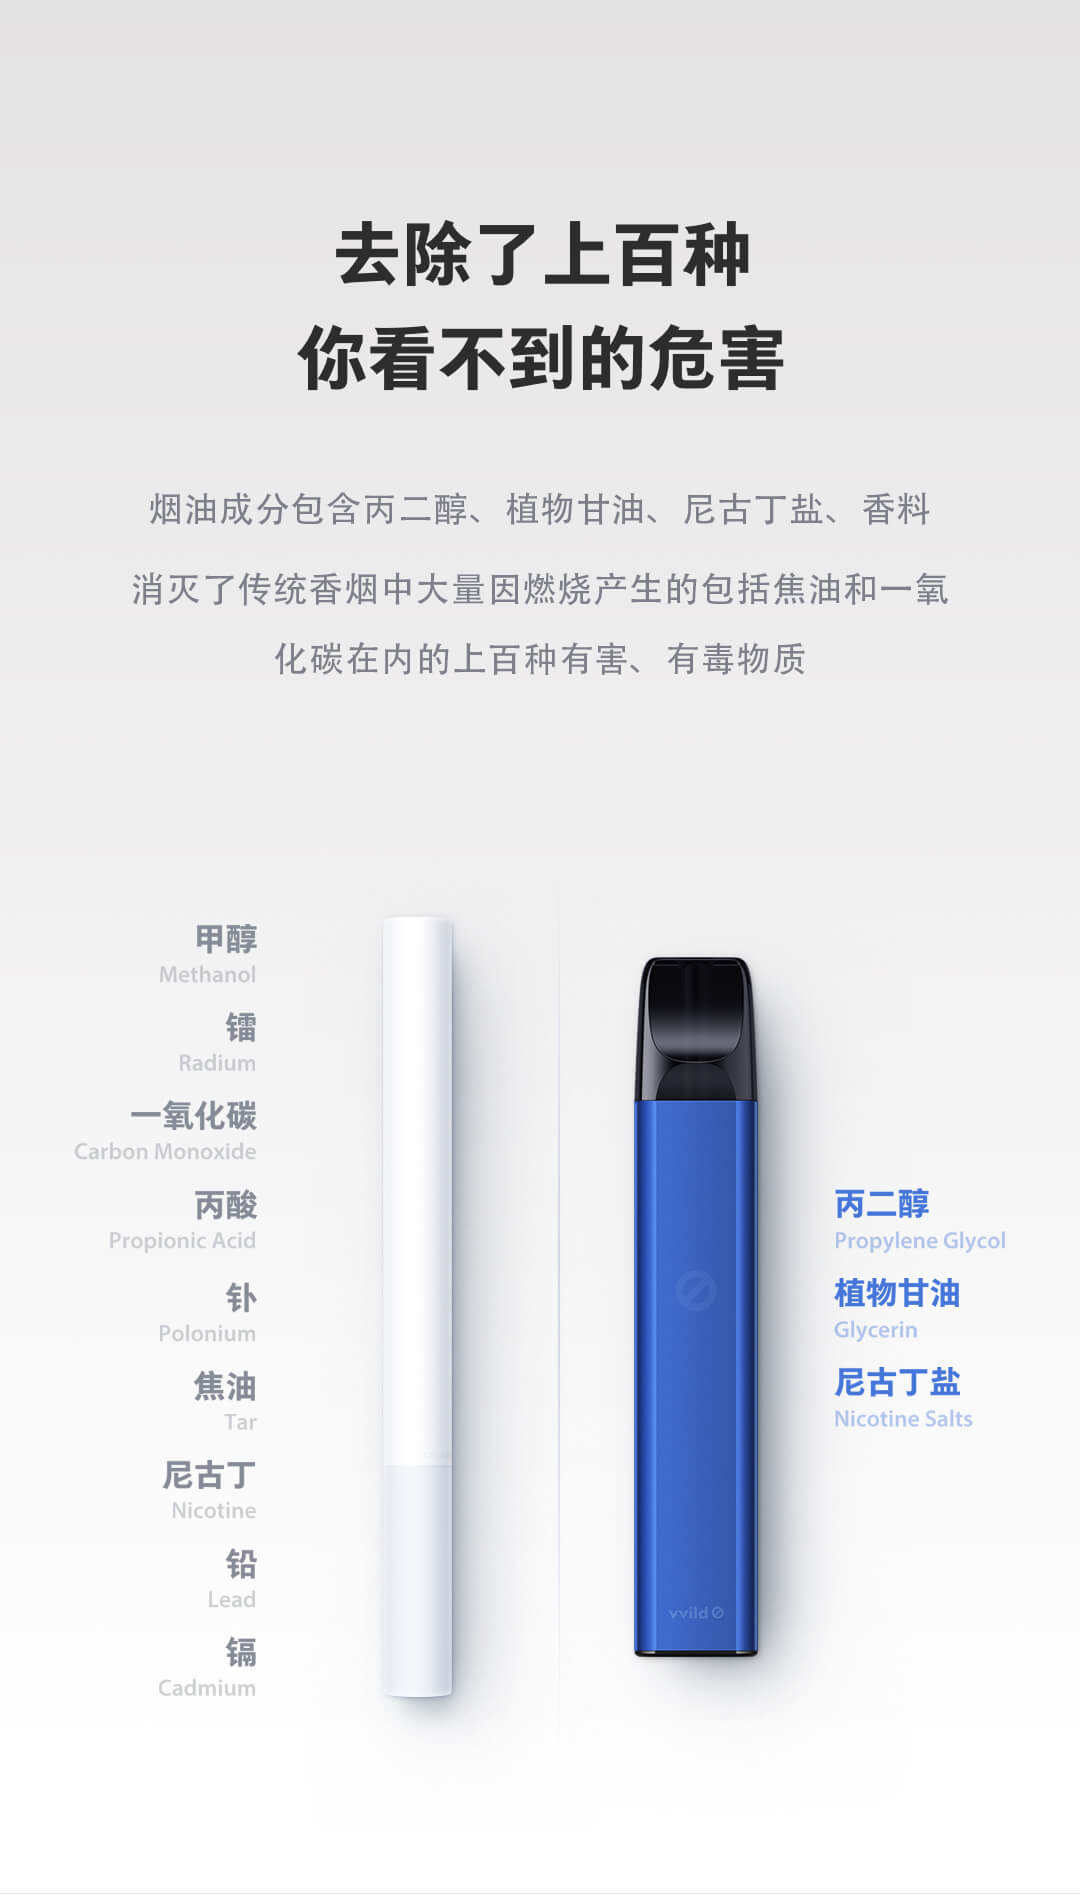 去除了上百种
你看不到的危害
烟油成分包含丙二醇、植物甘油、尼古丁盐、香料
消灭了传统香烟中大量因燃烧产生的包括焦油和一氧
化碳在内的上百种有害、有毒物质
甲醇
Methanol
镭
Radium
一氧化碳
Carbon Monoxide
丙酸
Propionic Acid
钋
Polonium
焦油
Tar
尼古丁
Nicotine
铅
Lead
镉
Cadmium
丙二醇
Propylene Glycol
植物甘油
Glycerin
尼古丁盐
Nicotine Salts
vvild